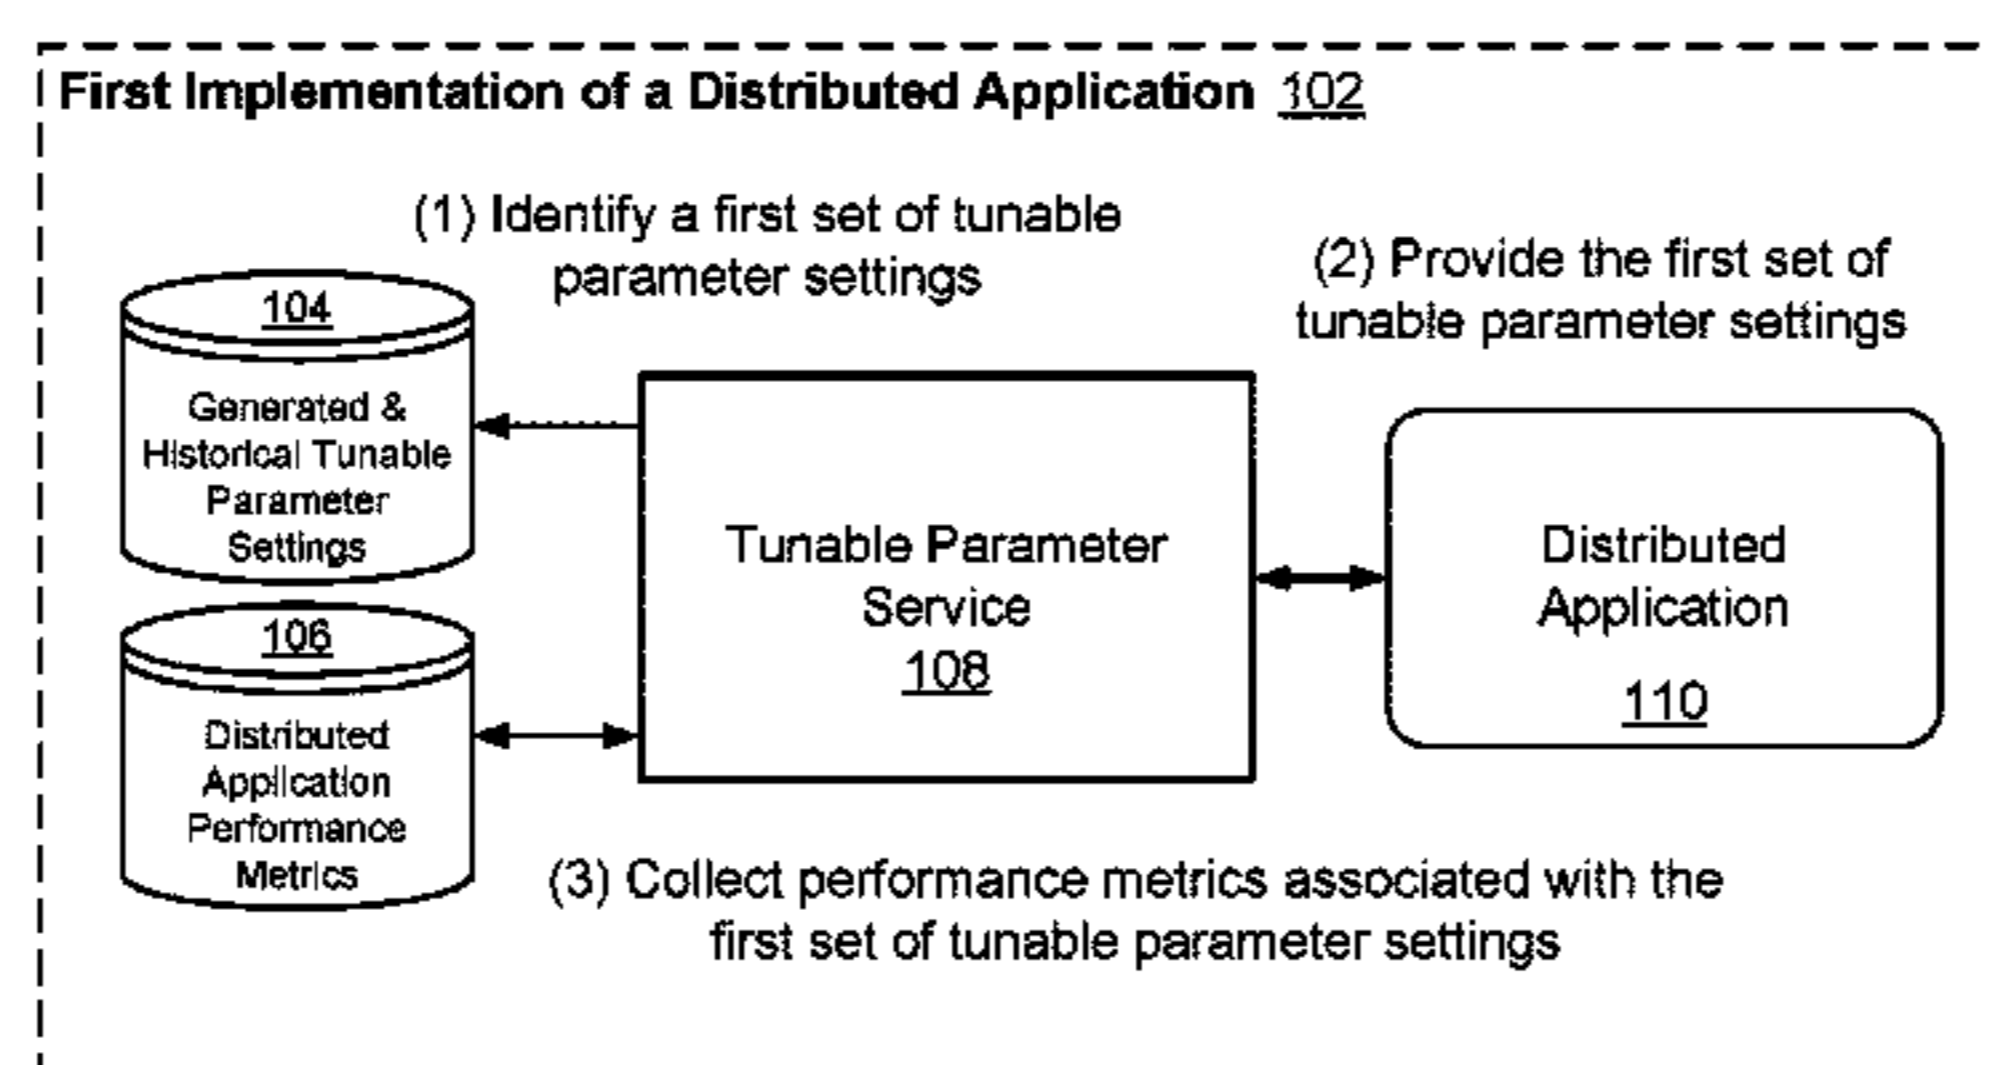 First Implementation of a Distributed Application 102
(1) Identify a first set of tunable
parameter settings
(2) Provide the first set of
tunable parameter settings
104
Generated &
Historical Tunable
Parameter
Settings
Tunable Parameter
Service
108
Distributed
Application
110
106
Distributed
Application
Performance
Metrics
(3) Collect performance metrics associated with the
first set of tunable parameter settings